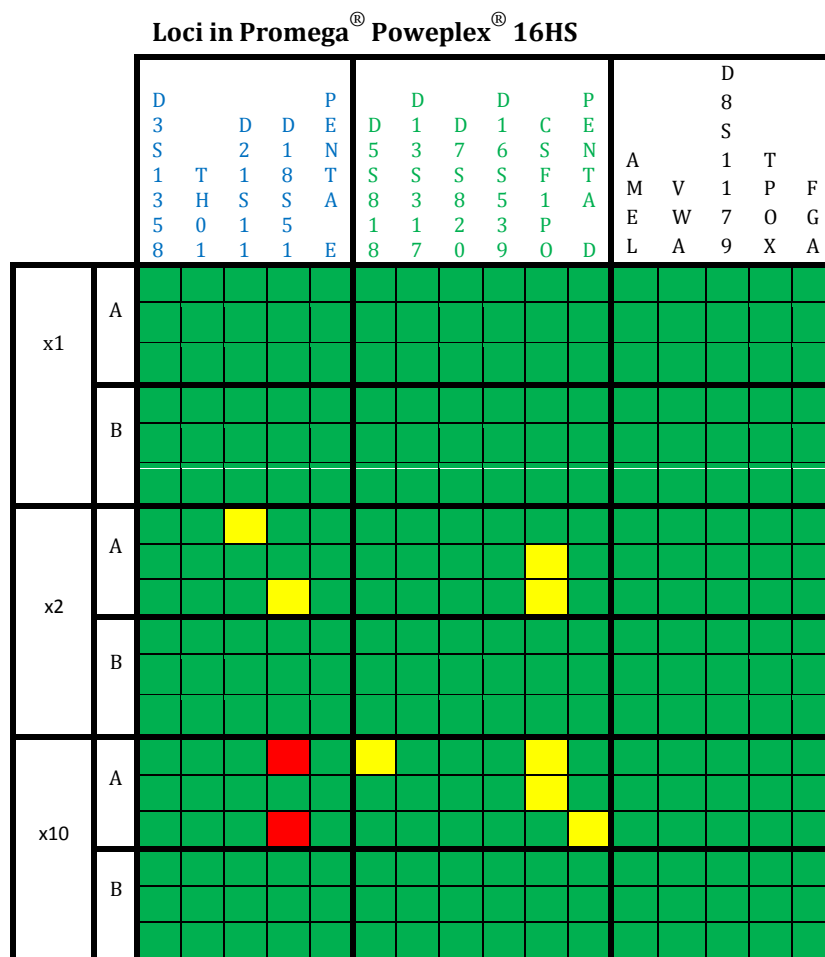 Loci in Promega® Poweplex® 16HS
D3S1358
TH01
D21S11
D18S51
PENTA E
D5S818
D13S317
D7S820
D16S539
CSF1PO
PENTA D
AMEL
VWA
D8S1179
TPOX
FGA
x1
A
B
x2
A
B
x10
A
B